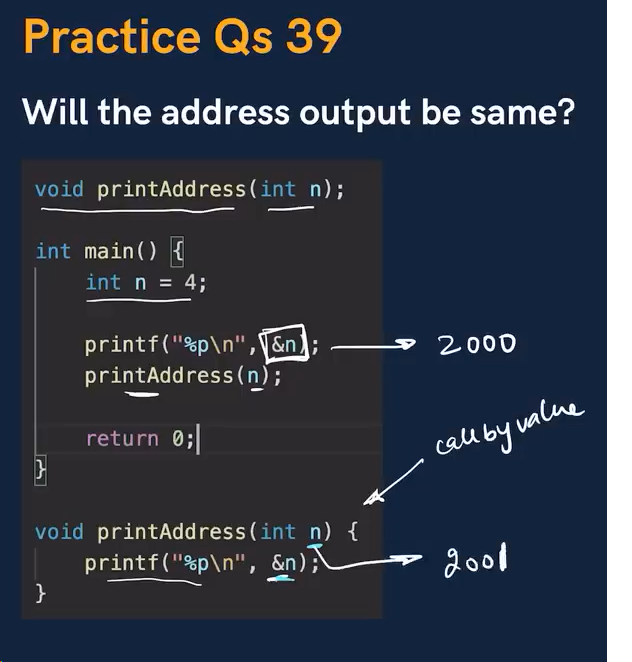 Practice Qs 39
Will the address output be same?
void printAddress(int n);
int main() {
int n = 4;
printf("%p\n", &n); 2000
printAddress(n);
return 0;
call by value
}
void printAddress(int n) {
printf("%p\n", &n); 2001
}